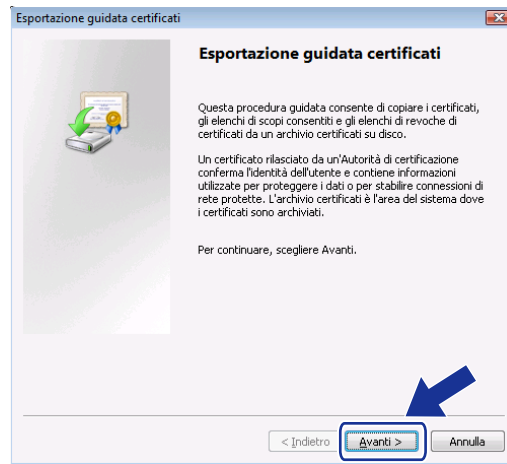 Esportazione guidata certificati
Esportazione guidata certificati
Questa procedura guidata consente di copiare i certificati,
gli elenchi di scopi consentiti e gli elenchi di revoche di
certificati da un archivio certificati su disco.
Un certificato rilasciato da un'Autorità di certificazione
conferma l'identità dell'utente e contiene informazioni
utilizzate per proteggere i dati o per stabilire connessioni di
rete protette. L'archivio certificati è l'area del sistema dove
i certificati sono archiviati.
Per continuare, scegliere Avanti.
< Indietro Avanti > Annulla